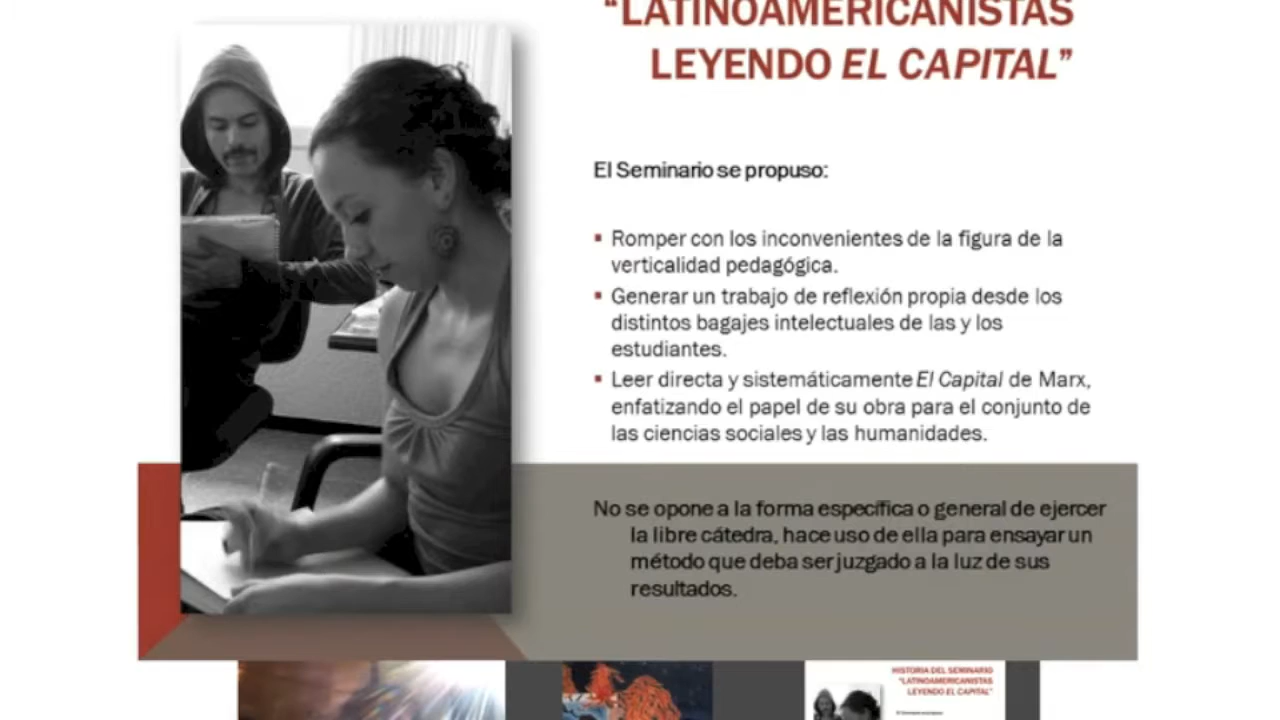 “LATINOAMERICANISTAS
LEYENDO EL CAPITAL”
El Seminario se propuso:
▪ Romper con los inconvenientes de la figura de la
verticalidad pedagógica.
▪ Generar un trabajo de reflexión propia desde los
distintos bagajes intelectuales de las y los
estudiantes.
▪ Leer directa y sistemáticamente El Capital de Marx,
enfatizando el papel de su obra para el conjunto de
las ciencias sociales y las humanidades.
No se opone a la forma específica o general de ejercer
la libre cátedra, hace uso de ella para ensayar un
método que deba ser juzgado a la luz de sus
resultados.
HISTORIA DEL SEMINARIO
“LATINOAMERICANISTAS
LEYENDO EL CAPITAL”